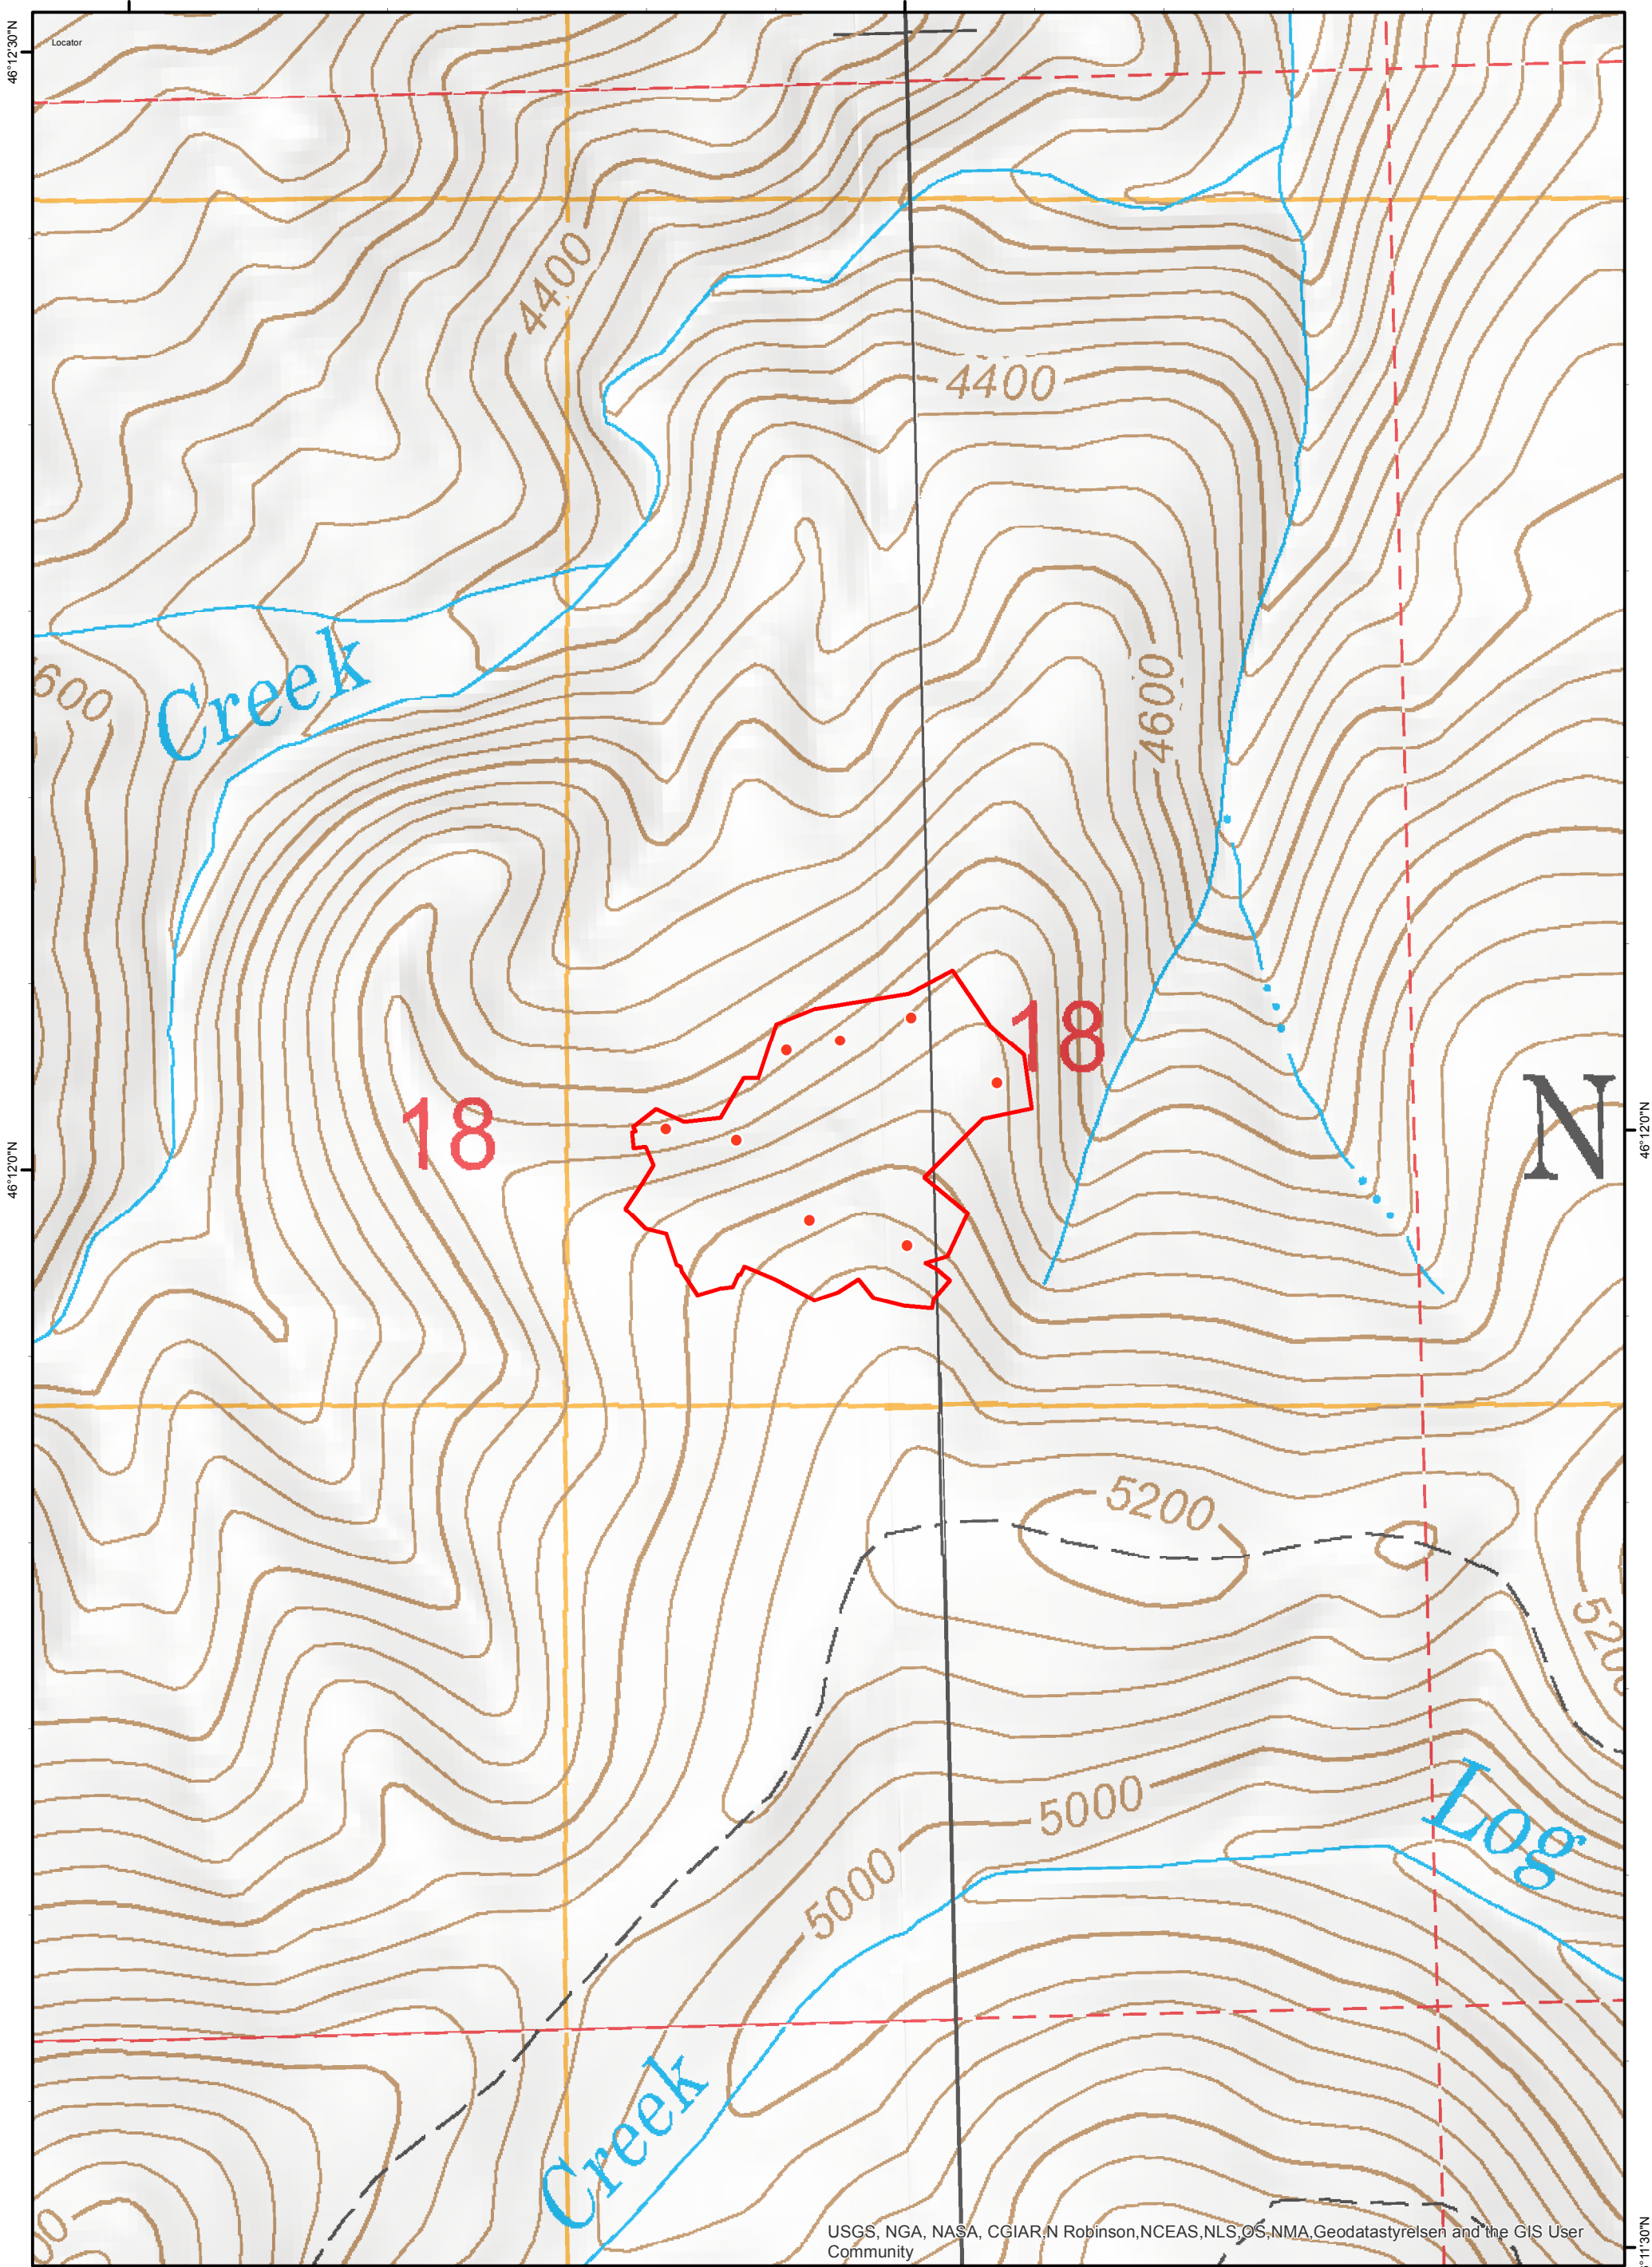 46°12'30"N
Locator
4400
4400
600
Creek
4600
18
18
N
46°12'0"N
46°12'0"N
5200
520
Log
5000
5000
Creek
USGS, NGA, NASA, CGIAR,N Robinson,NCEAS,NLS,OS,NMA,Geodatastyrelsen and the GIS User
Community
°11'30"N